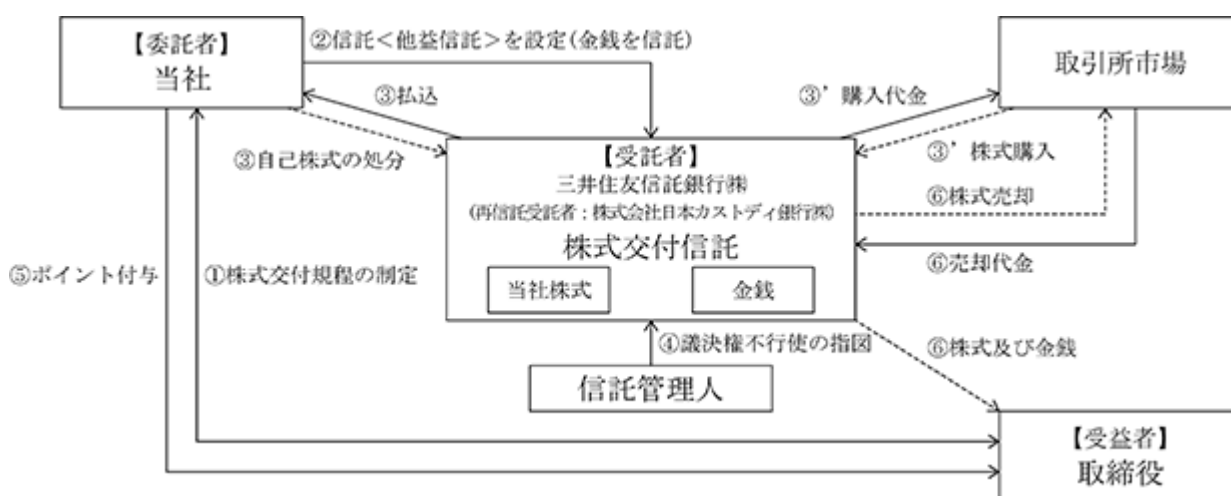 【委託者】
当社
②信託<他益信託>を設定(金銭を信託)
取引所市場
③払込
③’購入代金
③自己株式の処分
③’株式購入
【受託者】
三井住友信託銀行㈱
(再信託受託者:株式会社日本カストディ銀行㈱)
株式交付信託
当社株式
金銭
⑥株式売却
⑥売却代金
⑤ポイント付与
①株式交付規程の制定
④議決権不行使の指図
⑥株式及び金銭
信託管理人
【受益者】
取締役